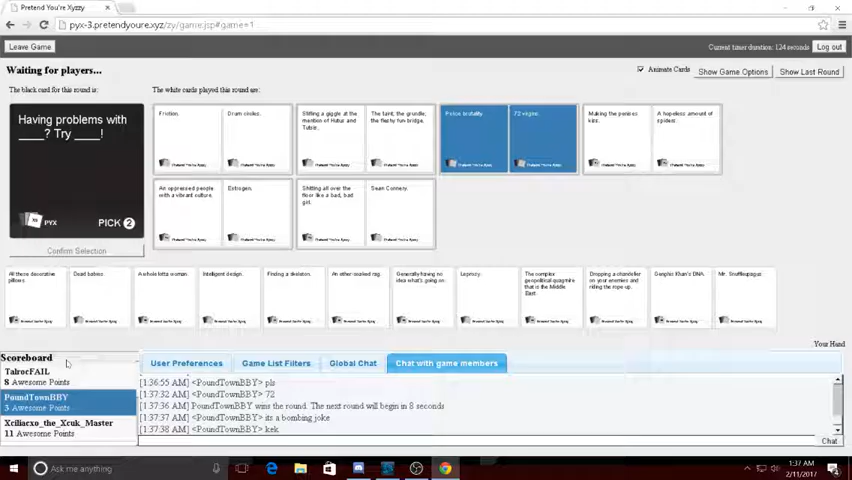 Pretend You're Xyzzy
pyx-3.pretendyoure.xyz/zy/game.jsp#game=1
Leave Game
Current timer duration: 124 seconds
Log out
Waiting for players...
Animate Cards
Show Game Options
Show Last Round
The black card for this round is:
The white cards played this round are:
Having problems with
____? Try ____!
PYX
PICK 2
Confirm Selection
Friction.
Drum circles.
Stifling a giggle at the
mention of Hutus and
Tutsis.
The taint; the grundle;
the fleshy fun-bridge.
Police brutality.
72 virgins.
Making the penises
kiss.
A hopeless amount of
spiders.
An oppressed people
with a vibrant culture.
Estrogen.
Shitting all over the
floor like a bad, bad
girl.
Sean Connery.
All these decorative
pillows.
Dead babies.
A whole lotta woman.
Intelligent design.
Finding a skeleton.
An ether-soaked rag.
Generally having no
idea what's going on.
Leprosy.
The complex
geopolitical quagmire
that is the Middle
East.
Dropping a chandelier
on your enemies and
riding the rope up.
Genghis Khan's DNA.
Mr. Snuffleupagus.
Your Hand
Scoreboard
TalrocFAIL
8 Awesome Points
PoundTownBBY
3 Awesome Points
Xciliacxo_the_Xcuk_Master
11 Awesome Points
User Preferences
Game List Filters
Global Chat
Chat with game members
[1:36:55 AM] <PoundTownBBY> pls
[1:37:32 AM] <PoundTownBBY> 72
[1:37:36 AM] PoundTownBBY wins the round. The next round will begin in 8 seconds
[1:37:37 AM] <PoundTownBBY> its a bombing joke
[1:37:38 AM] <PoundTownBBY> kek
Chat
Ask me anything
1:37 AM
2/11/2017